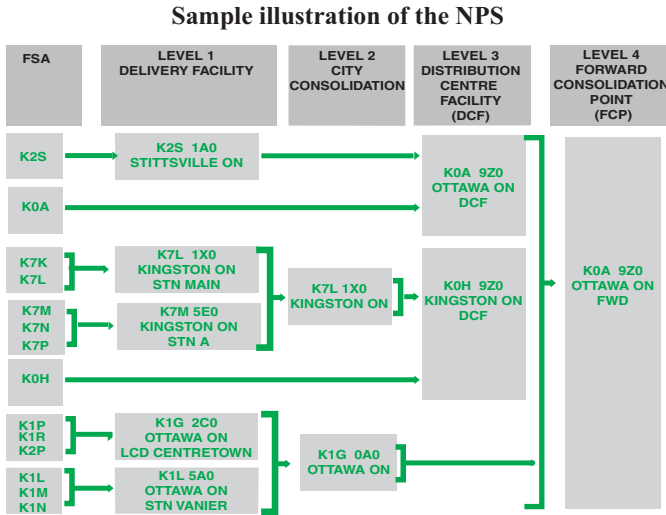 Sample illustration of the NPS
FSA
LEVEL 1
DELIVERY FACILITY
LEVEL 2
CITY
CONSOLIDATION
LEVEL 3
DISTRIBUTION
CENTRE
FACILITY
(DCF)
LEVEL 4
FORWARD
CONSOLIDATION
POINT
(FCP)
K2S
K2S 1A0
STITTSVILLE ON
K0A
K0A 9Z0
OTTAWA ON
DCF
K7K
K7L
K7L 1X0
KINGSTON ON
STN MAIN
K7M
K7N
K7P
K7M 5E0
KINGSTON ON
STN A
K7L 1X0
KINGSTON ON
K0H 9Z0
KINGSTON ON
DCF
K0A 9Z0
OTTAWA ON
FWD
K0H
K1P
K1R
K2P
K1G 2C0
OTTAWA ON
LCD CENTRETOWN
K1L
K1M
K1N
K1L 5A0
OTTAWA ON
STN VANIER
K1G 0A0
OTTAWA ON